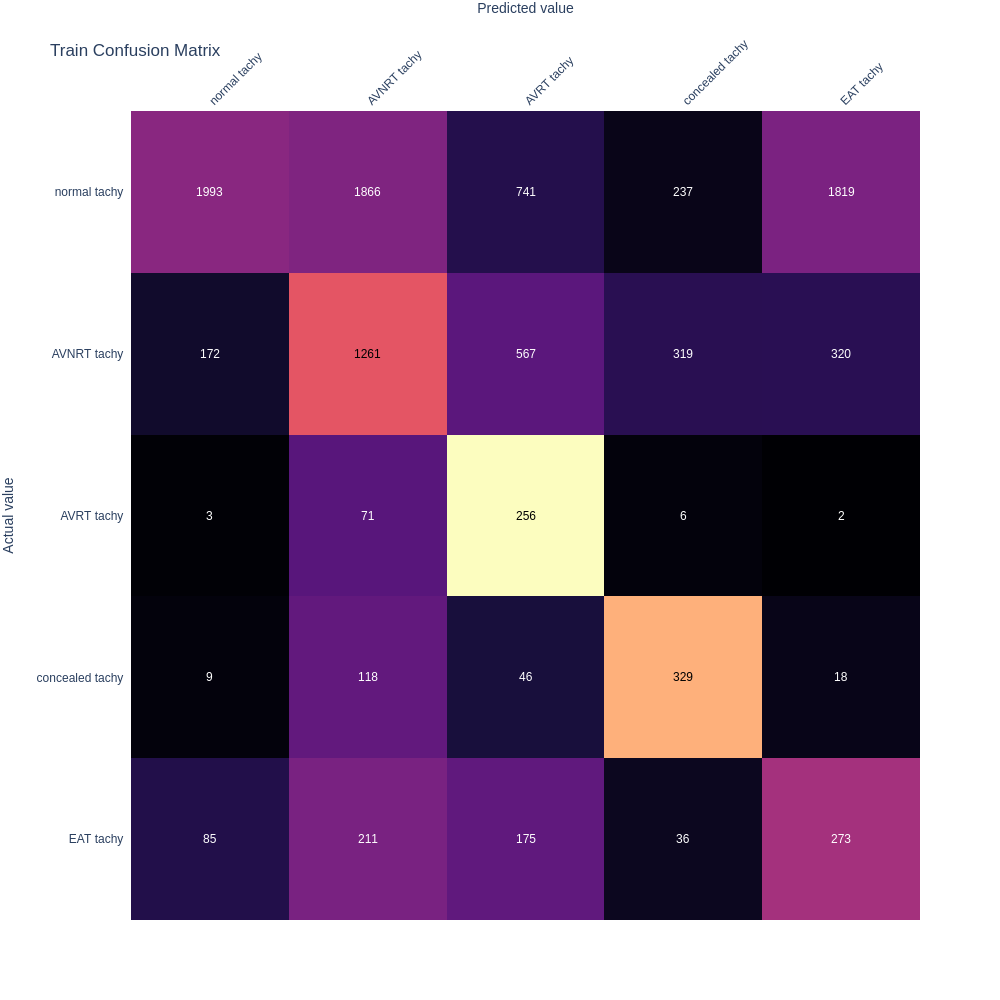 Predicted value
Train Confusion Matrix
normal tachy AVNRT tachy AVRT tachy concealed tachy EAT tachy
normal tachy 1993 1866 741 237 1819
AVNRT tachy 172 1261 567 319 320
Actual value
AVRT tachy 3 71 256 6 2
concealed tachy 9 118 46 329 18
EAT tachy 85 211 175 36 273